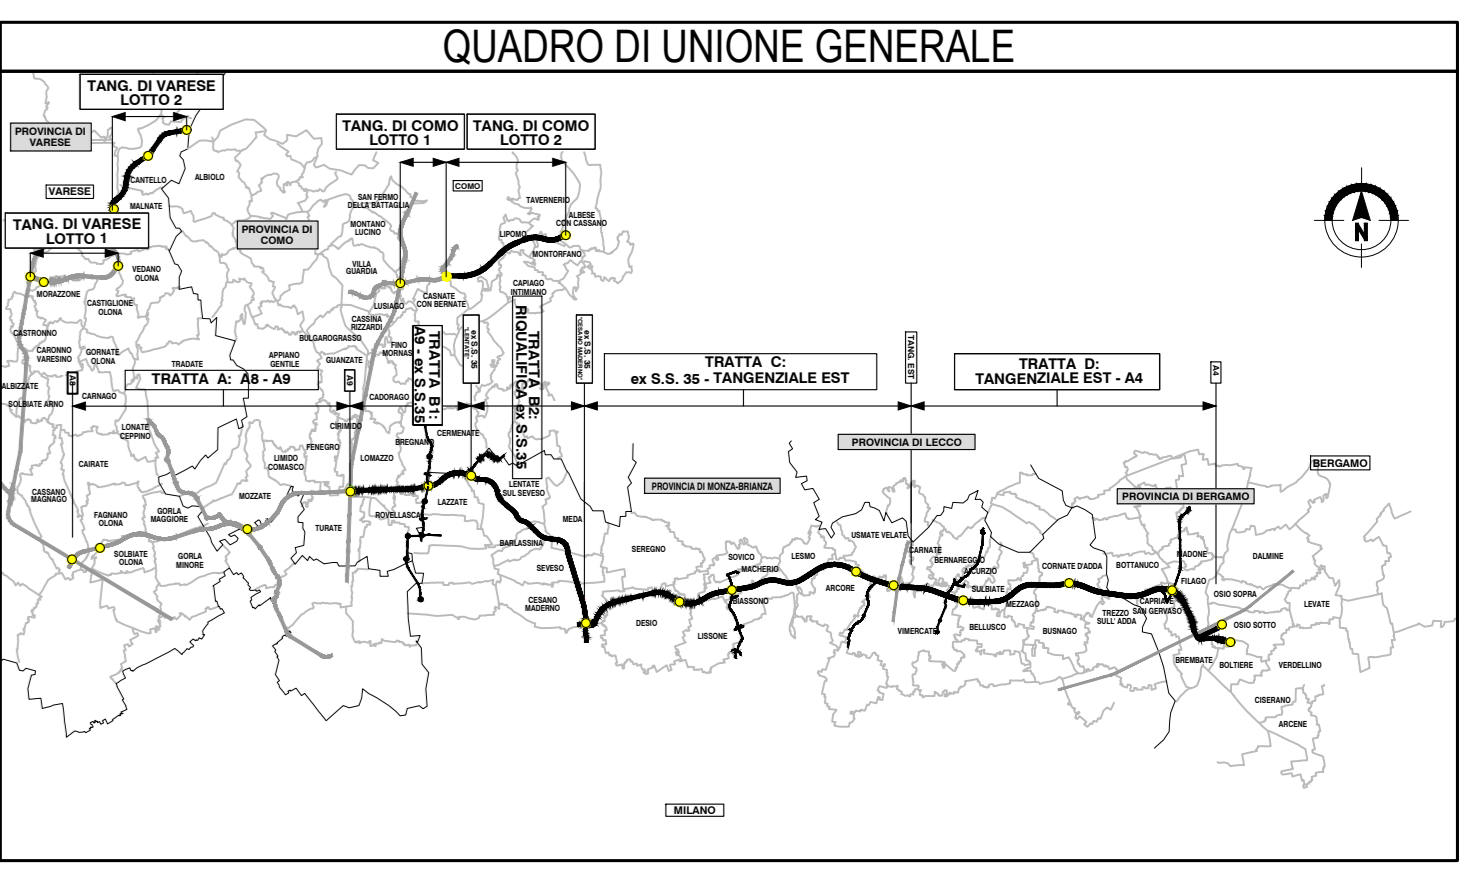 QUADRO DI UNIONE GENERALE
TANG. DI VARESE
LOTTO 2
PROVINCIA DI
VARESE
TANG. DI COMO
LOTTO 1
TANG. DI COMO
LOTTO 2
CANTELLO
ALBIOLO
VARESE
MALNATE
COMO
SAN FERMO
DELLA BATTAGLIA
TAVERNERIO
ALBESE
CON CASSANO
TANG. DI VARESE
LOTTO 1
PROVINCIA DI
COMO
MONTANO
LUCINO
LIPOMO
MONTORFANO
N
VEDANO
OLONA
VILLA
GUARDIA
MORAZZONE
CASTIGLIONE
OLONA
LUSIAGO
CASNATE
CON BERNATE
CAPIAGO
INTIMIANO
CASSINA
RIZZARDI
CASTRONNO
BULGAROGRASSO
FINO
MORNAS
CARONNO
VARESINO
GORNATE
OLONA
TRADATE
APPIANO
GENTILE
GUANZATE
TRATTA B1:
A9 - ex S.S.35
ex S.S. 35
"LENTATE"
TRATTA B2:
RIQUALIFICA ex S.S.35
ex S.S. 35
"CESANO MADERNO"
TRATTA C:
ex S.S. 35 - TANGENZIALE EST
TANG. EST
TRATTA D:
TANGENZIALE EST - A4
A4
A8
TRATTA A: A8 - A9
A9
ALBIZZATE
SOLBIATE ARNO
CARNAGO
CADORAGO
LONATE
CEPPINO
CIRIMIDO
FENEGRO
BREGNANO
CERMENATE
PROVINCIA DI LECCO
CAIRATE
LIMIDO
COMASCO
LOMAZZO
BERGAMO
CASSANO
MAGNAGO
MOZZATE
LAZZATE
LENTATE
SUL SEVESO
PROVINCIA DI MONZA-BRIANZA
PROVINCIA DI BERGAMO
FAGNANO
OLONA
GORLA
MAGGIORE
TURATE
ROVELLASCA
MEDA
SOLBIATE
OLONA
GORLA
MINORE
BARLASSINA
SEREGNO
SOVICO
LESMO
USMATE VELATE
CARNATE
BERNAREGGIO
AICURZIO
CORNATE D'ADDA
BOTTANUCO
MADONE
DALMINE
SEVESO
MACHERIO
ARCORE
SULBIATE
FILAGO
OSIO SOPRA
CESANO
MADERNO
BIASSONO
MEZZAGO
CAPRIATE
SAN GERVASO
LEVATE
DESIO
LISSONE
VIMERCATE
BELLUSCO
BUSNAGO
TREZZO
SULL' ADDA
OSIO SOTTO
BREMBATE
BOLTIERE
VERDELLINO
CISERANO
ARCENE
MILANO